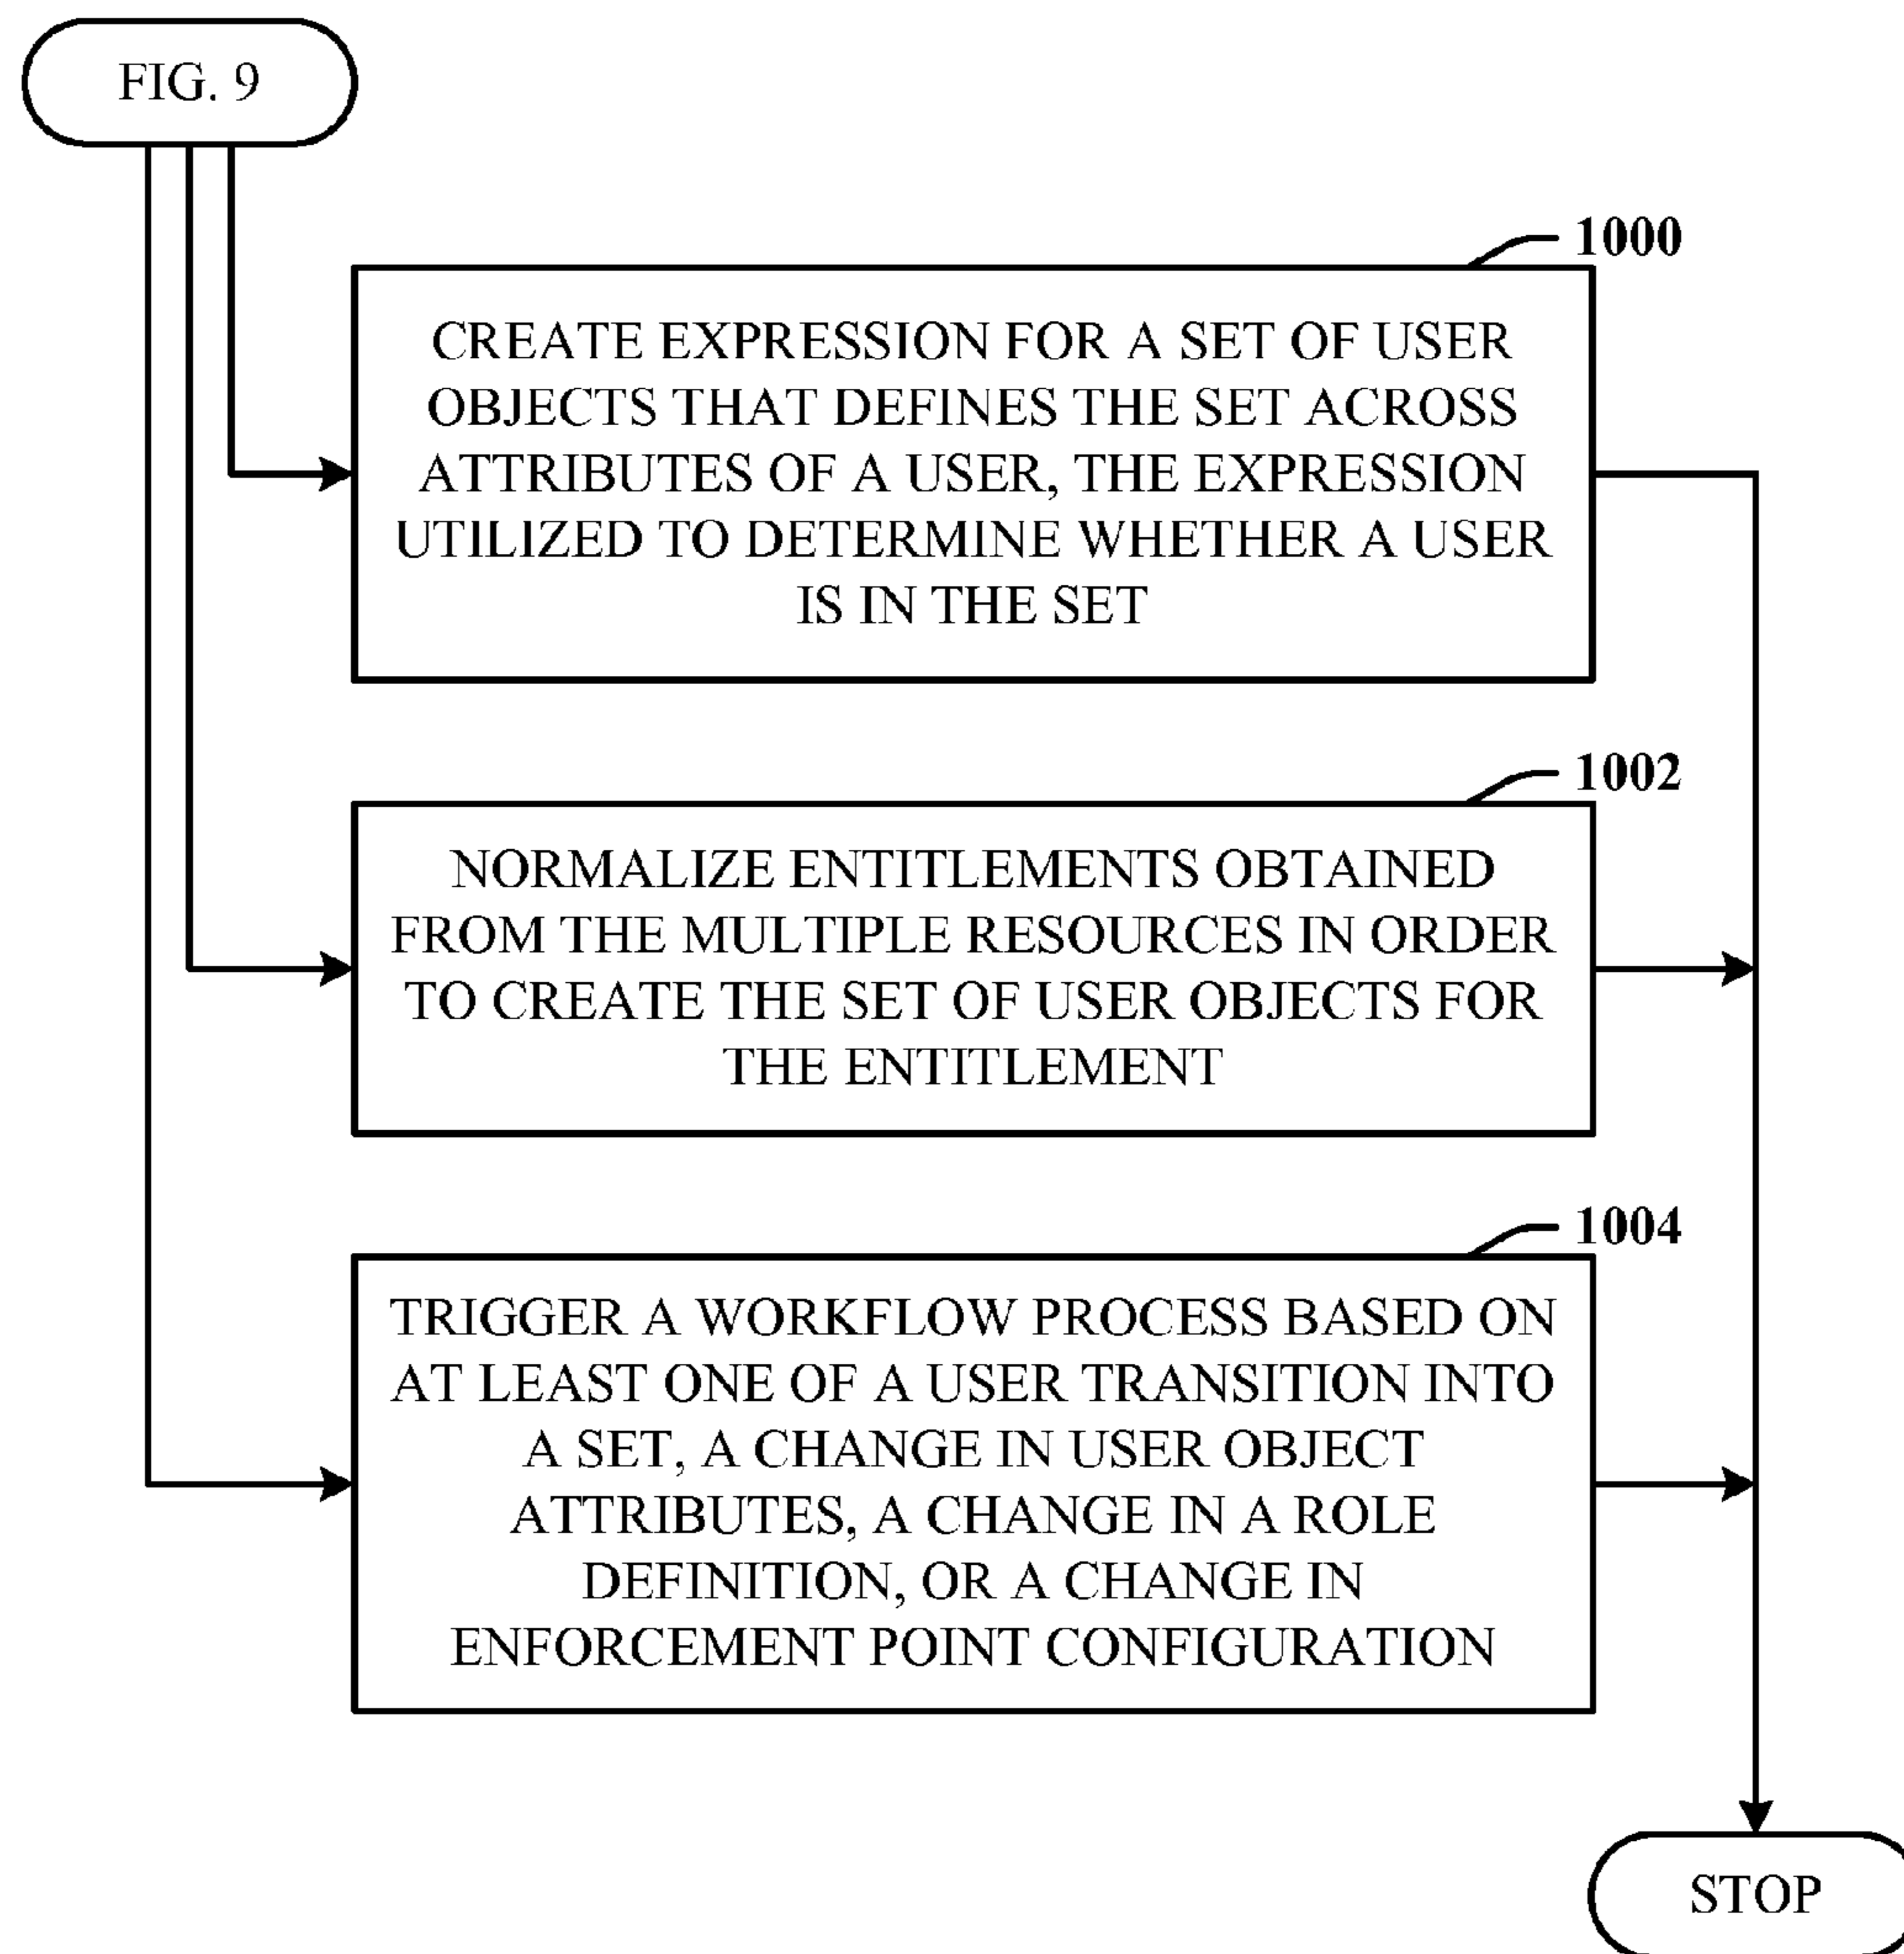 FIG. 9
1000
CREATE EXPRESSION FOR A SET OF USER
OBJECTS THAT DEFINES THE SET ACROSS
ATTRIBUTES OF A USER, THE EXPRESSION
UTILIZED TO DETERMINE WHETHER A USER
IS IN THE SET
1002
NORMALIZE ENTITLEMENTS OBTAINED
FROM THE MULTIPLE RESOURCES IN ORDER
TO CREATE THE SET OF USER OBJECTS FOR
THE ENTITLEMENT
1004
TRIGGER A WORKFLOW PROCESS BASED ON
AT LEAST ONE OF A USER TRANSITION INTO
A SET, A CHANGE IN USER OBJECT
ATTRIBUTES, A CHANGE IN A ROLE
DEFINITION, OR A CHANGE IN
ENFORCEMENT POINT CONFIGURATION
STOP